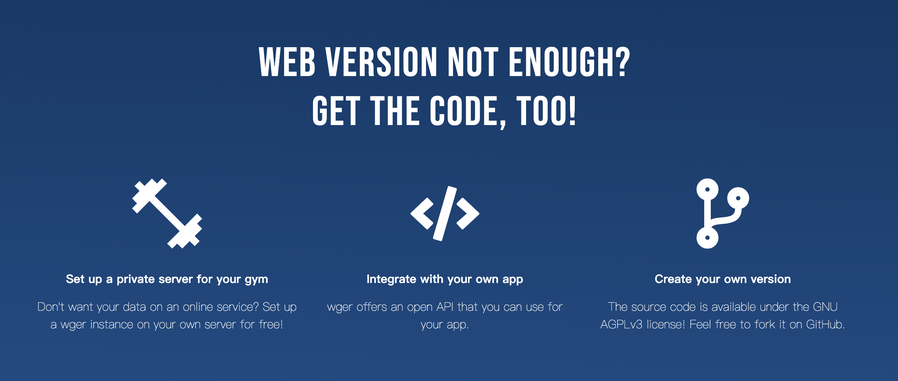 WEB VERSION NOT ENOUGH?
GET THE CODE, TOO!
Set up a private server for your gym
Don't want your data on an online service? Set up
a wger instance on your own server for free!
Integrate with your own app
wger offers an open API that you can use for
your app.
Create your own version
The source code is available under the GNU
AGPLv3 license! Feel free to fork it on GitHub.